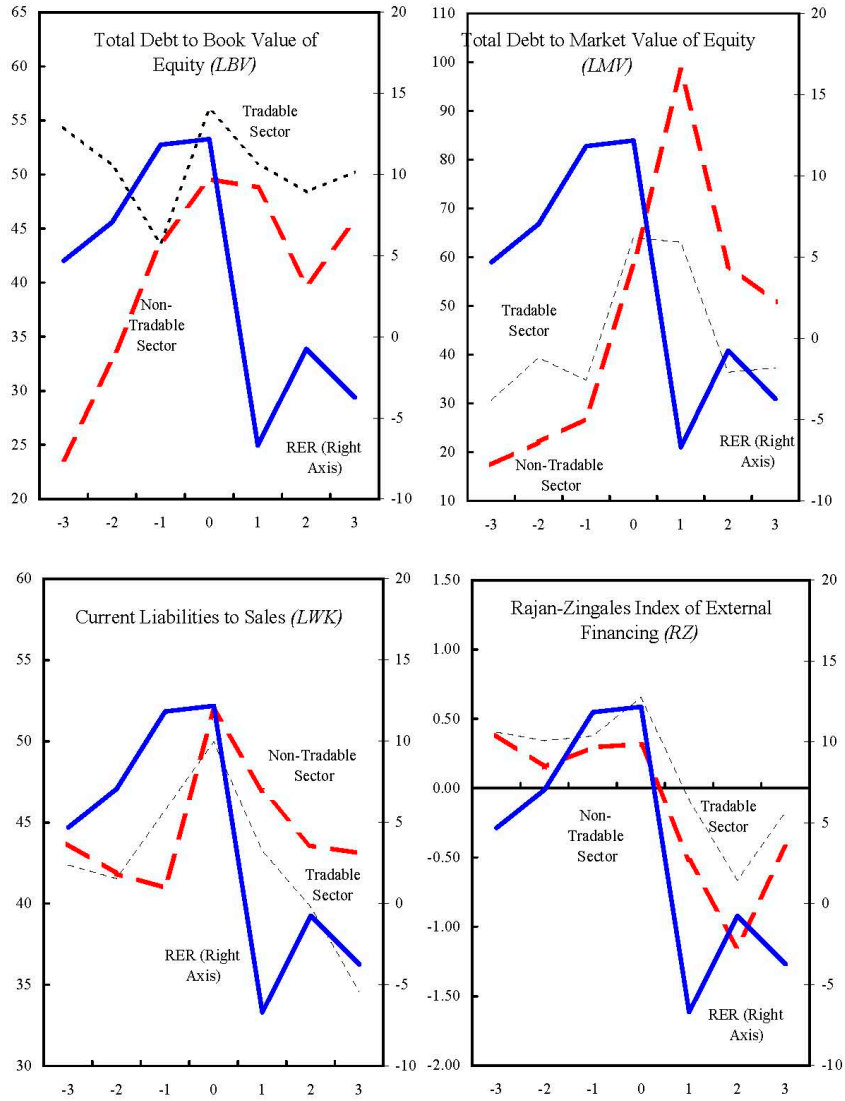 Total Debt to Book Value of
Equity (LBV)
65
60
55
50
45
40
35
30
25
20
20
15
10
5
0
-5
-10
Tradable
Sector
Non-
Tradable
Sector
RER (Right
Axis)
-3 -2 -1 0 1 2 3
Total Debt to Market Value of Equity
(LMV)
110
100
90
80
70
60
50
40
30
20
10
20
15
10
5
0
-5
-10
Tradable
Sector
Non-Tradable
Sector
RER (Right
Axis)
-3 -2 -1 0 1 2 3
Current Liabilities to Sales (LWK)
60
55
50
45
40
35
30
20
15
10
5
0
-5
-10
Non-Tradable
Sector
Tradable
Sector
RER (Right
Axis)
-3 -2 -1 0 1 2 3
Rajan-Zingales Index of External
Financing (RZ)
1.50
1.00
0.50
0.00
-0.50
-1.00
-1.50
-2.00
20
15
10
5
0
-5
-10
Non-
Tradable
Sector
Tradable
Sector
RER (Right
Axis)
-3 -2 -1 0 1 2 3